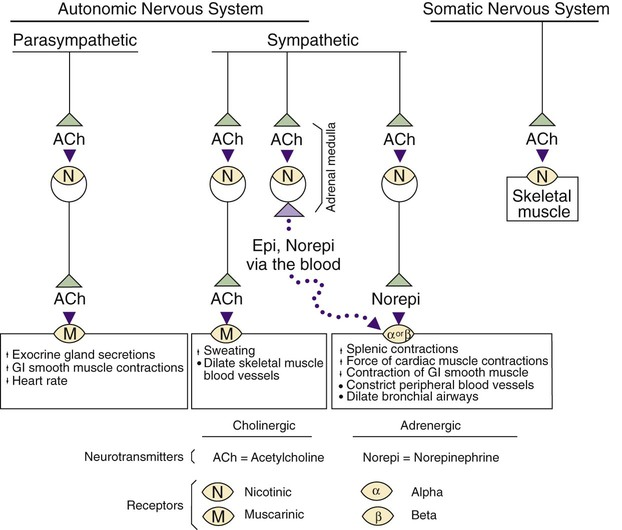 Autonomic Nervous System
Somatic Nervous System
Parasympathetic
Sympathetic
ACh
ACh
ACh
ACh
ACh
N
N
N
N
N
Adrenal medulla
Skeletal
muscle
Epi, Norepi
via the blood
ACh
ACh
Norepi
M
M
α or β
↑ Exocrine gland secretions
↑ GI smooth muscle contractions
↓ Heart rate
↑ Sweating
• Dilate skeletal muscle
blood vessels
↑ Splenic contractions
↑ Force of cardiac muscle contractions
↓ Contraction of GI smooth muscle
• Constrict peripheral blood vessels
• Dilate bronchial airways
Cholinergic
Adrenergic
Neurotransmitters
ACh = Acetylcholine
Norepi = Norepinephrine
Receptors
N Nicotinic
α Alpha
M Muscarinic
β Beta